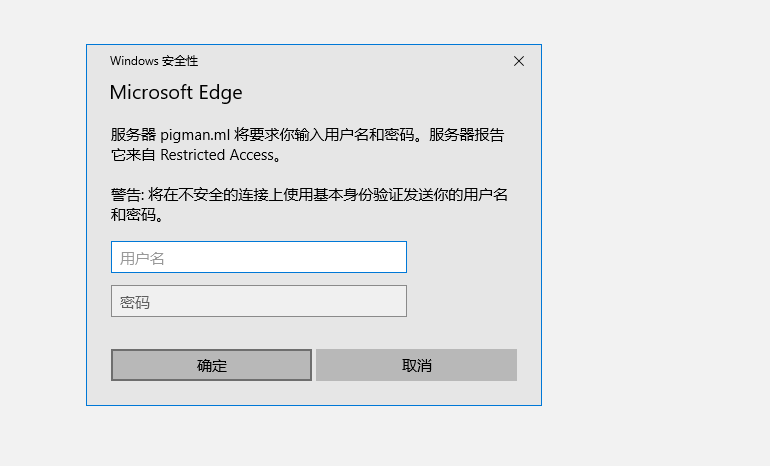 Windows 安全性
Microsoft Edge
服务器 pigman.ml 将要求你输入用户名和密码。服务器报告
它来自 Restricted Access。
警告: 将在不安全的连接上使用基本身份验证发送你的用户名
和密码。
用户名
密码
确定 取消